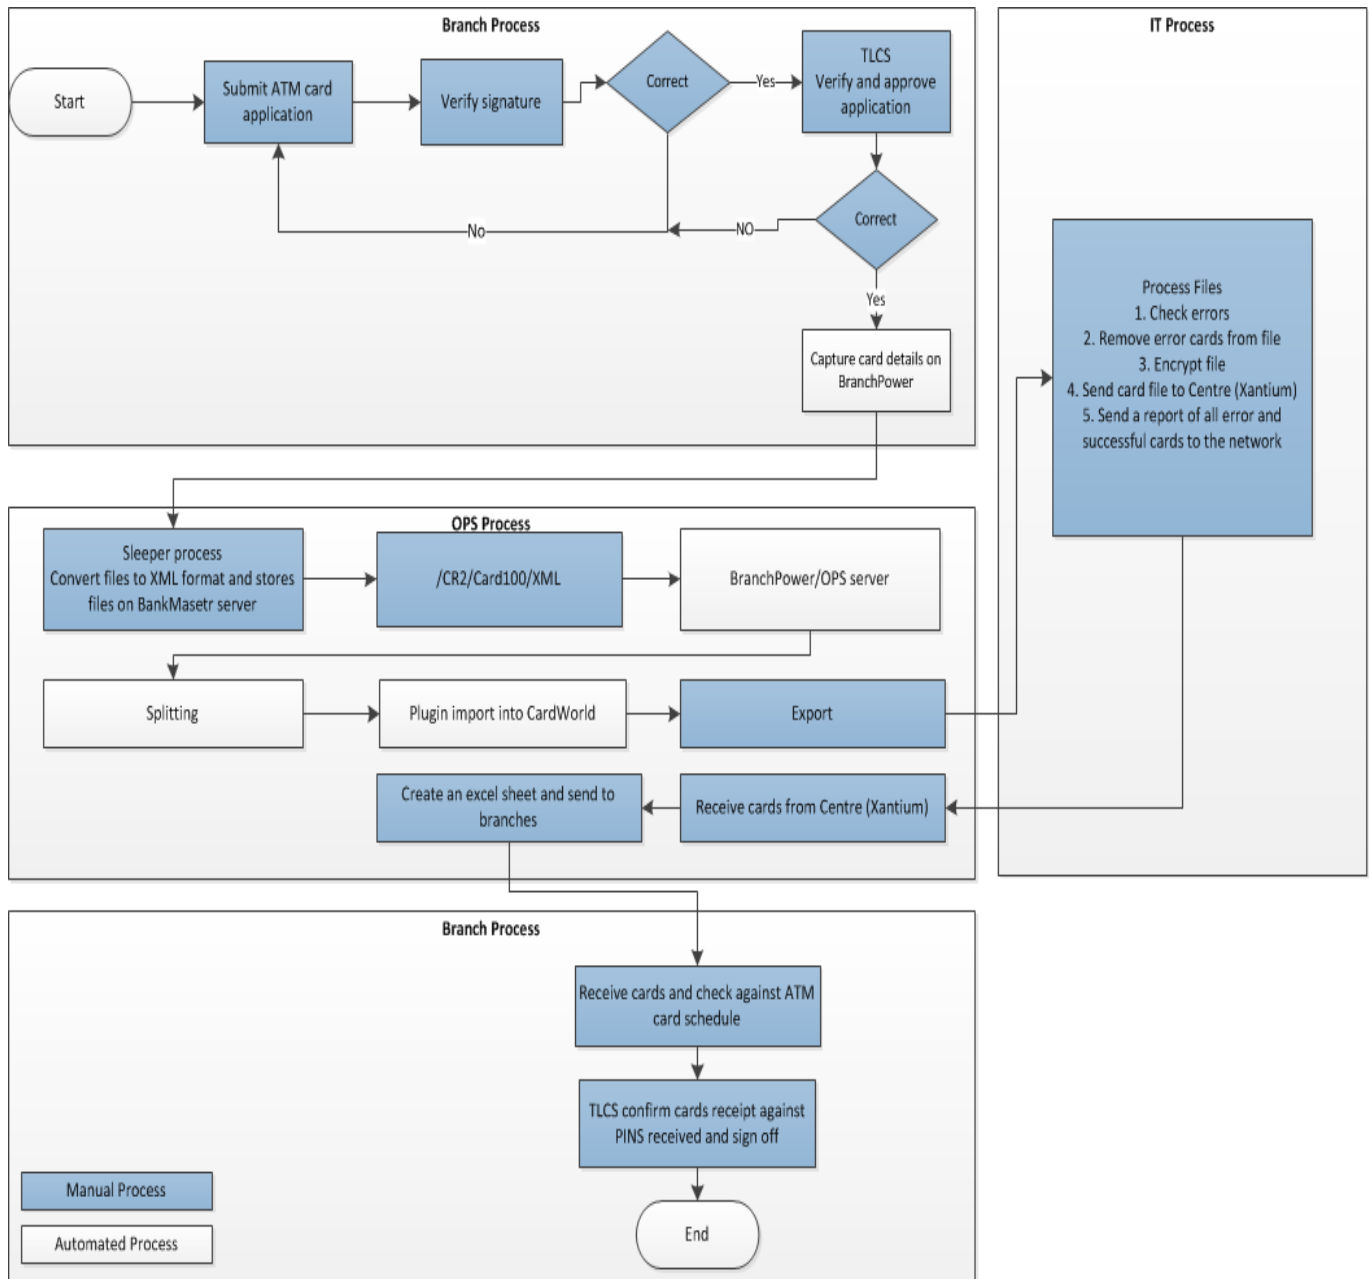 Branch Process
IT Process
Start
Submit ATM card
application
Verify signature
Correct
Yes
TLCS
Verify and approve
application
Correct
No
NO
Yes
Capture card details on
BranchPower
Process Files
1. Check errors
2. Remove error cards from file
3. Encrypt file
4. Send card file to Centre (Xantium)
5. Send a report of all error and
successful cards to the network
OPS Process
Sleeper process
Convert files to XML format and stores
files on BankMasetr server
/CR2/Card100/XML
BranchPower/OPS server
Splitting
Plugin import into CardWorld
Export
Create an excel sheet and send to
branches
Receive cards from Centre (Xantium)
Branch Process
Receive cards and check against ATM
card schedule
TLCS confirm cards receipt against
PINS received and sign off
End
Manual Process
Automated Process